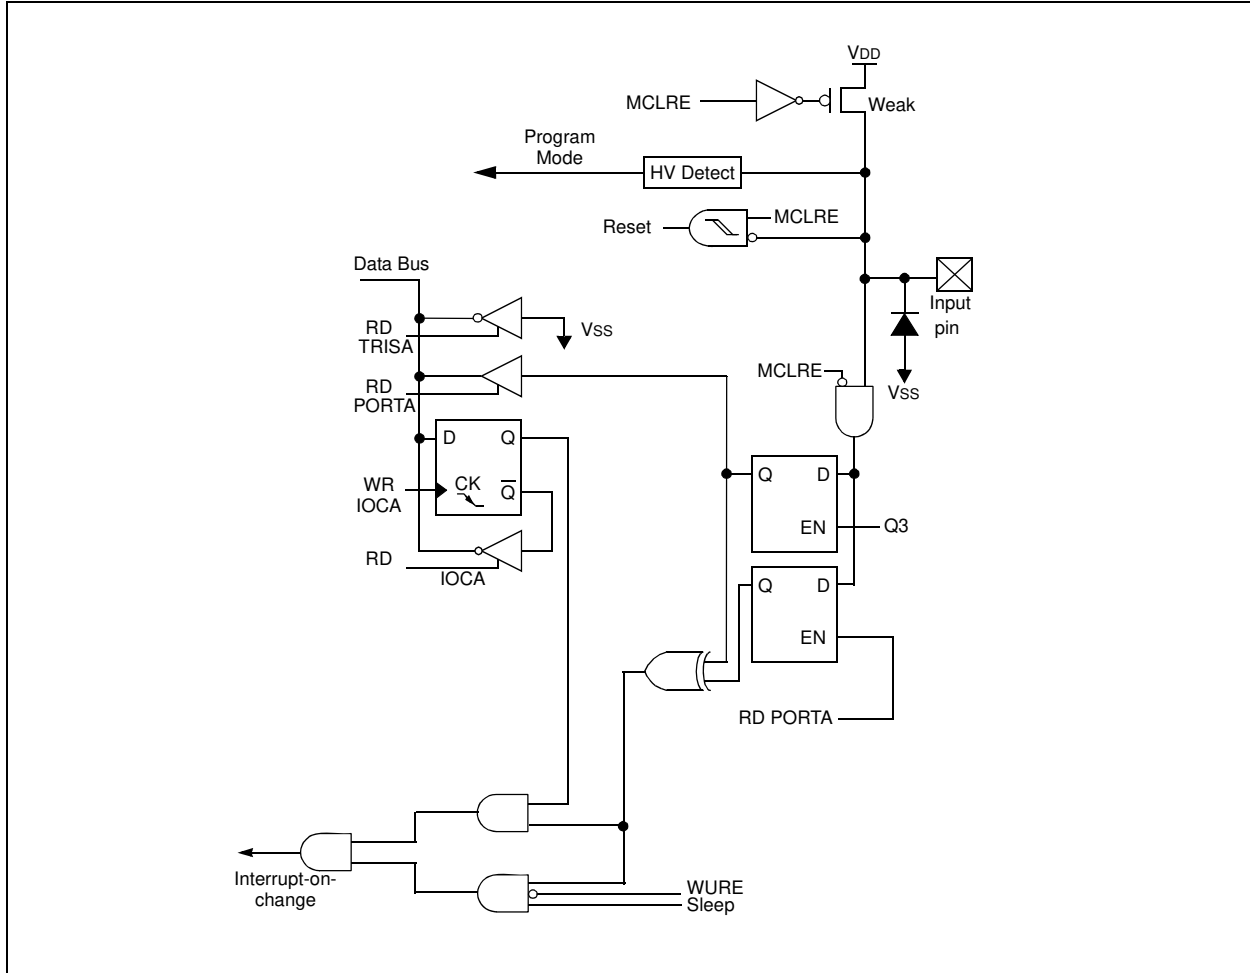 VDD
MCLRE
Weak
Program
Mode
HV Detect
MCLRE
Reset
Data Bus
Input
pin
RD
TRISA
VSS
MCLRE
VSS
RD
PORTA
D Q
CK
Q
WR
IOCA
RD
IOCA
Q D
EN
Q3
Q D
EN
RD PORTA
WURE
Sleep
Interrupt-on-
change